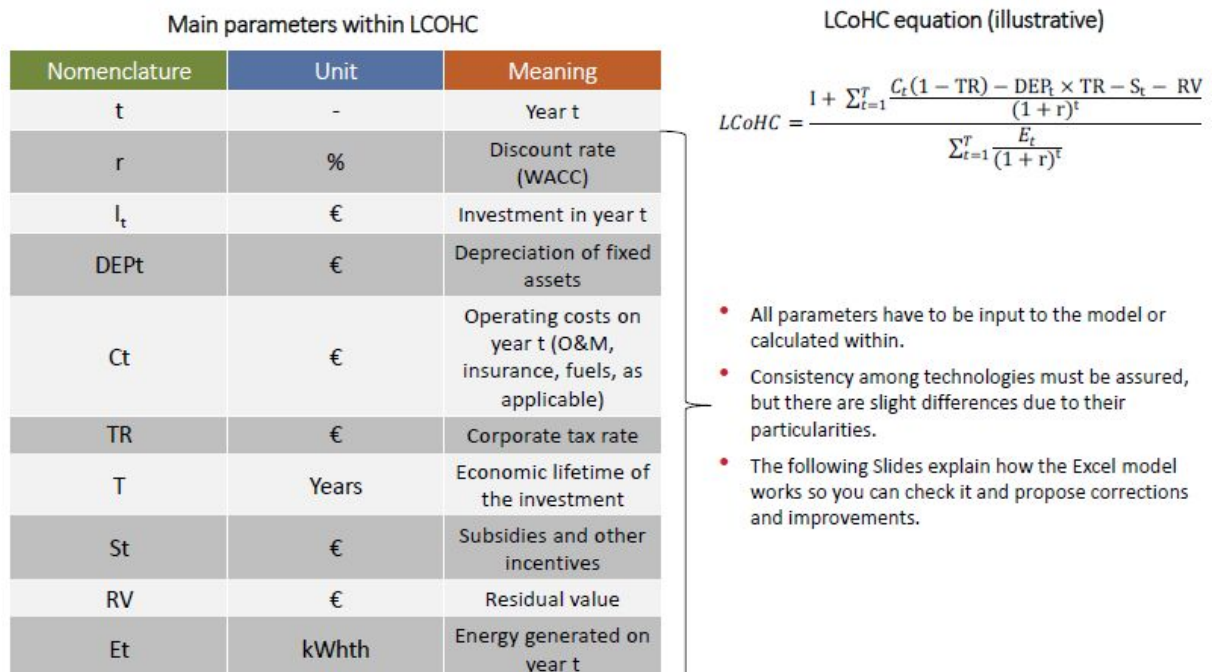 Main parameters within LCOHC
Nomenclature Unit Meaning
t - Year t
r % Discount rate
(WACC)
I_t € Investment in year t
DEPt € Depreciation of fixed
assets
Ct € Operating costs on
year t (O&M,
insurance, fuels, as
applicable)
TR € Corporate tax rate
T Years Economic lifetime of
the investment
St € Subsidies and other
incentives
RV € Residual value
Et kWhth Energy generated on
year t
LCoHC equation (illustrative)
LCoHC = \frac{I + \sum_{t=1}^{T} \frac{C_t(1 - TR) - DEP_t × TR - S_t - RV}{(1 + r)^t}}{\sum_{t=1}^{T} \frac{E_t}{(1 + r)^t}}
• All parameters have to be input to the model or
calculated within.
• Consistency among technologies must be assured,
but there are slight differences due to their
particularities.
• The following Slides explain how the Excel model
works so you can check it and propose corrections
and improvements.